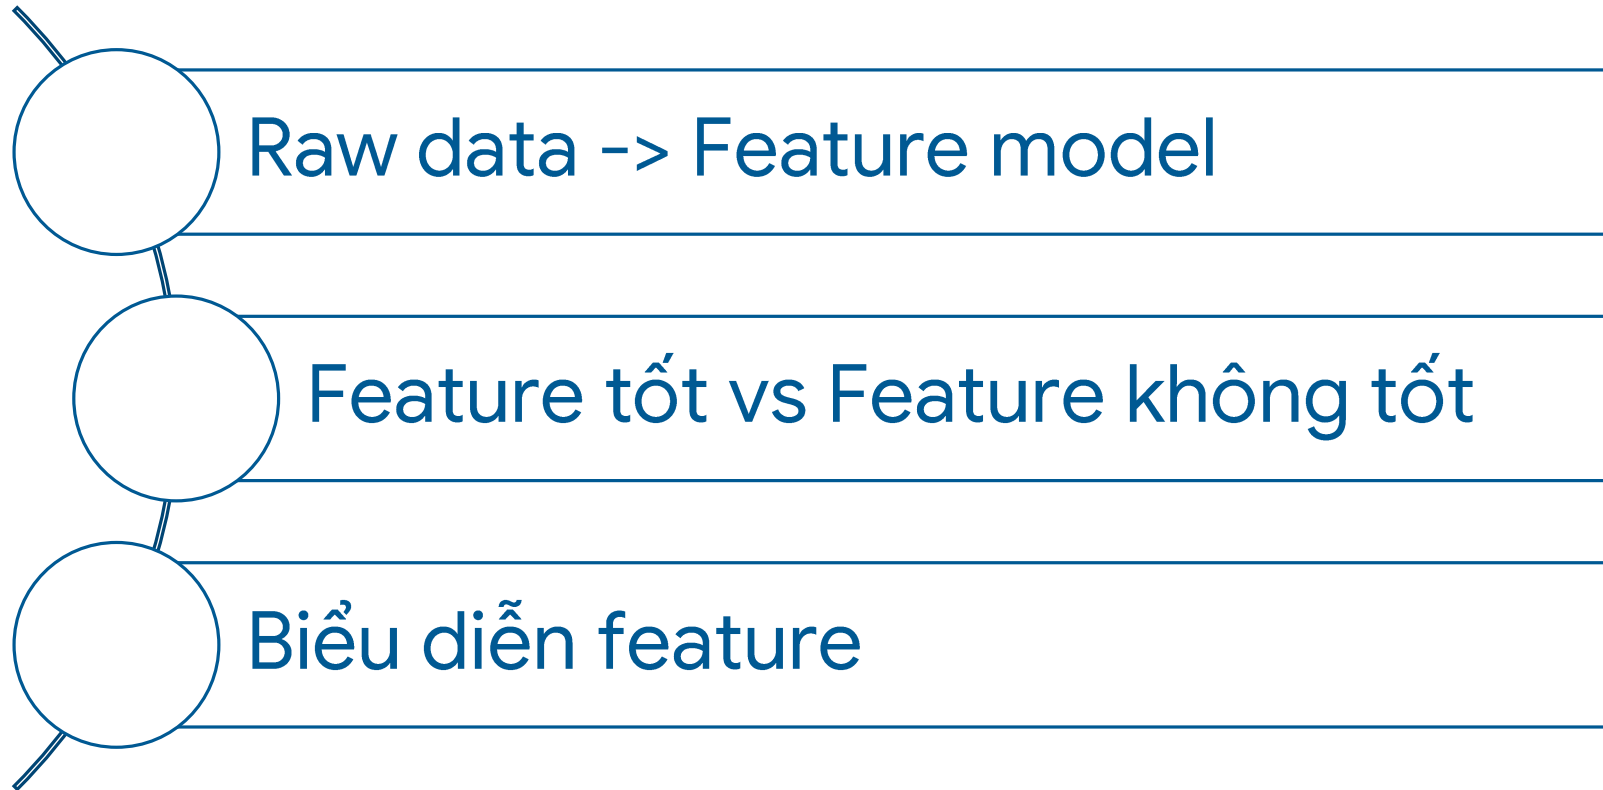 Raw data -> Feature model
Feature tốt vs Feature không tốt
Biểu diễn feature